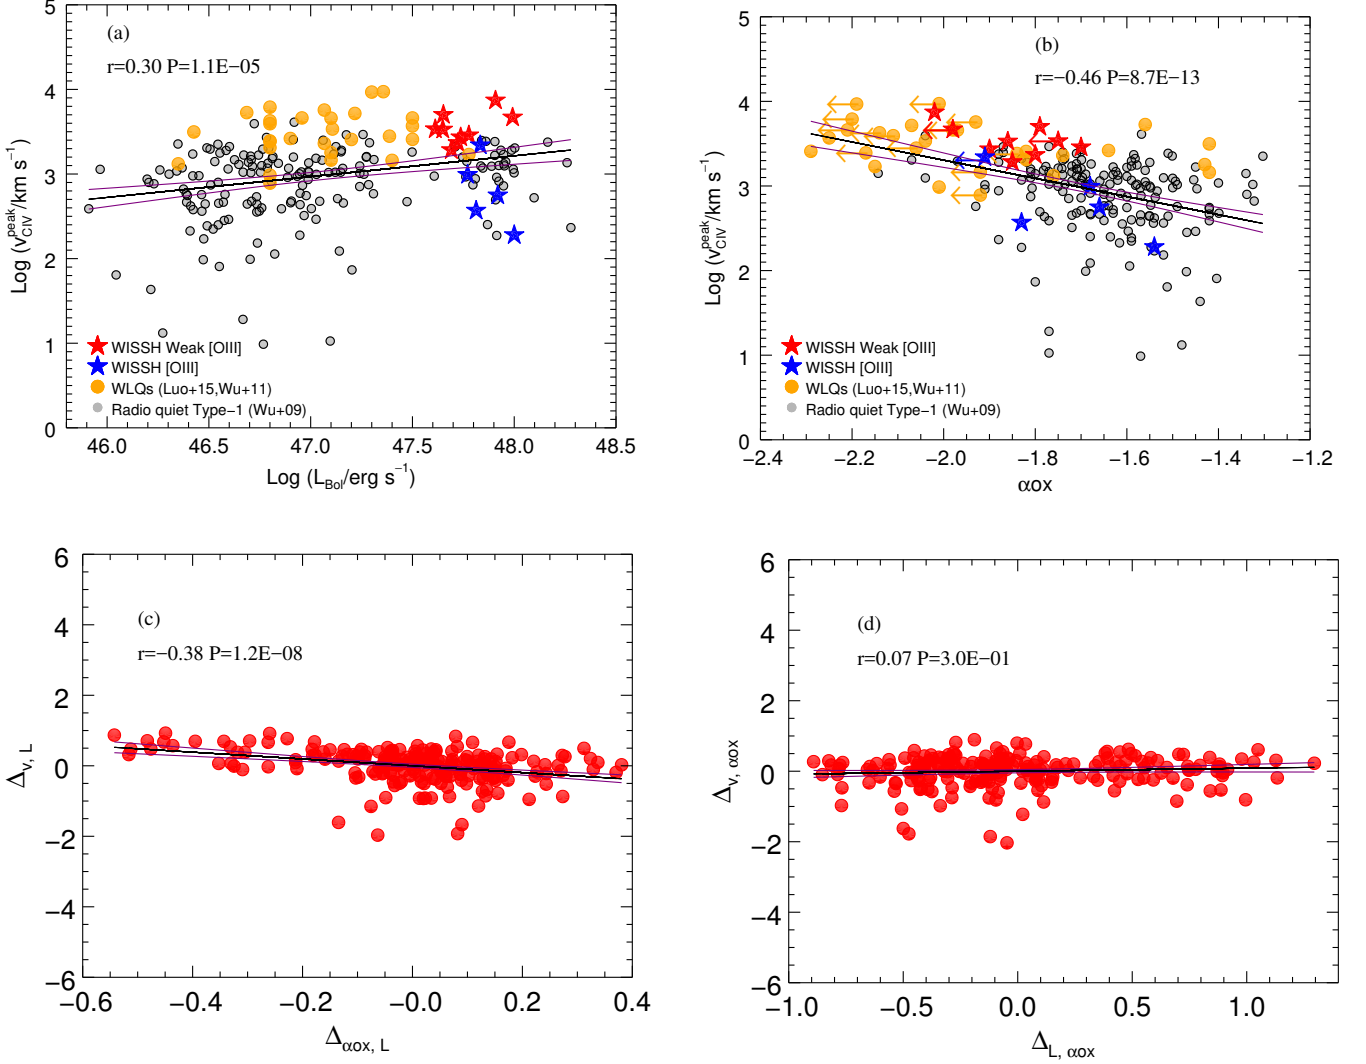 (a)
r=0.30 P=1.1E−05
Log (v_CIV^peak/km s⁻¹)
5
4
3
2
1
0
WISSH Weak [OIII]
WISSH [OIII]
WLQs (Luo+15,Wu+11)
Radio quiet Type−1 (Wu+09)
46.0 46.5 47.0 47.5 48.0 48.5
Log (L_Bol/erg s⁻¹)
(b)
r=−0.46 P=8.7E−13
Log (v_CIV^peak/km s⁻¹)
5
4
3
2
1
0
WISSH Weak [OIII]
WISSH [OIII]
WLQs (Luo+15,Wu+11)
Radio quiet Type−1 (Wu+09)
−2.4 −2.2 −2.0 −1.8 −1.6 −1.4 −1.2
αox
(c)
r=−0.38 P=1.2E−08
Δ_v, L
6
4
2
0
−2
−4
−6
−0.6 −0.4 −0.2 −0.0 0.2 0.4
Δ_αox, L
(d)
r=0.07 P=3.0E−01
Δ_v, αox
6
4
2
0
−2
−4
−6
−1.0 −0.5 0.0 0.5 1.0
Δ_L, αox